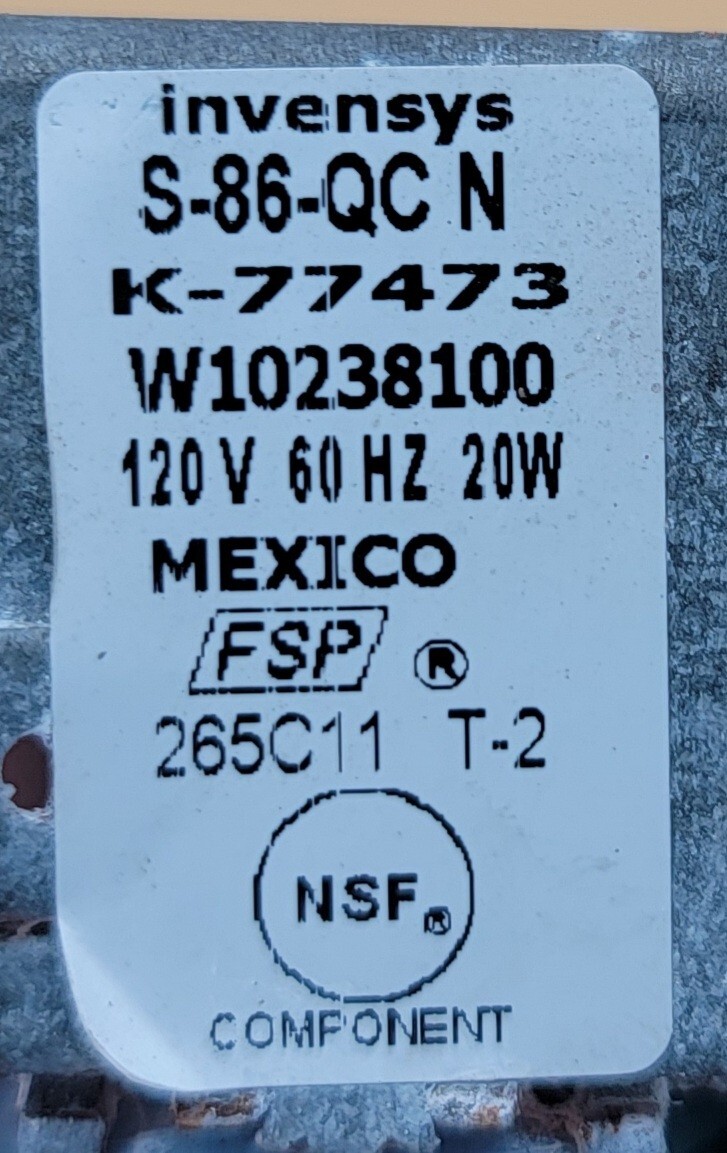 invensys
S-86-QC N
K-77473
W10238100
120 V 60 HZ 20W
MEXICO
FSP ®
265C11 T-2
NSF®
COMPONENT